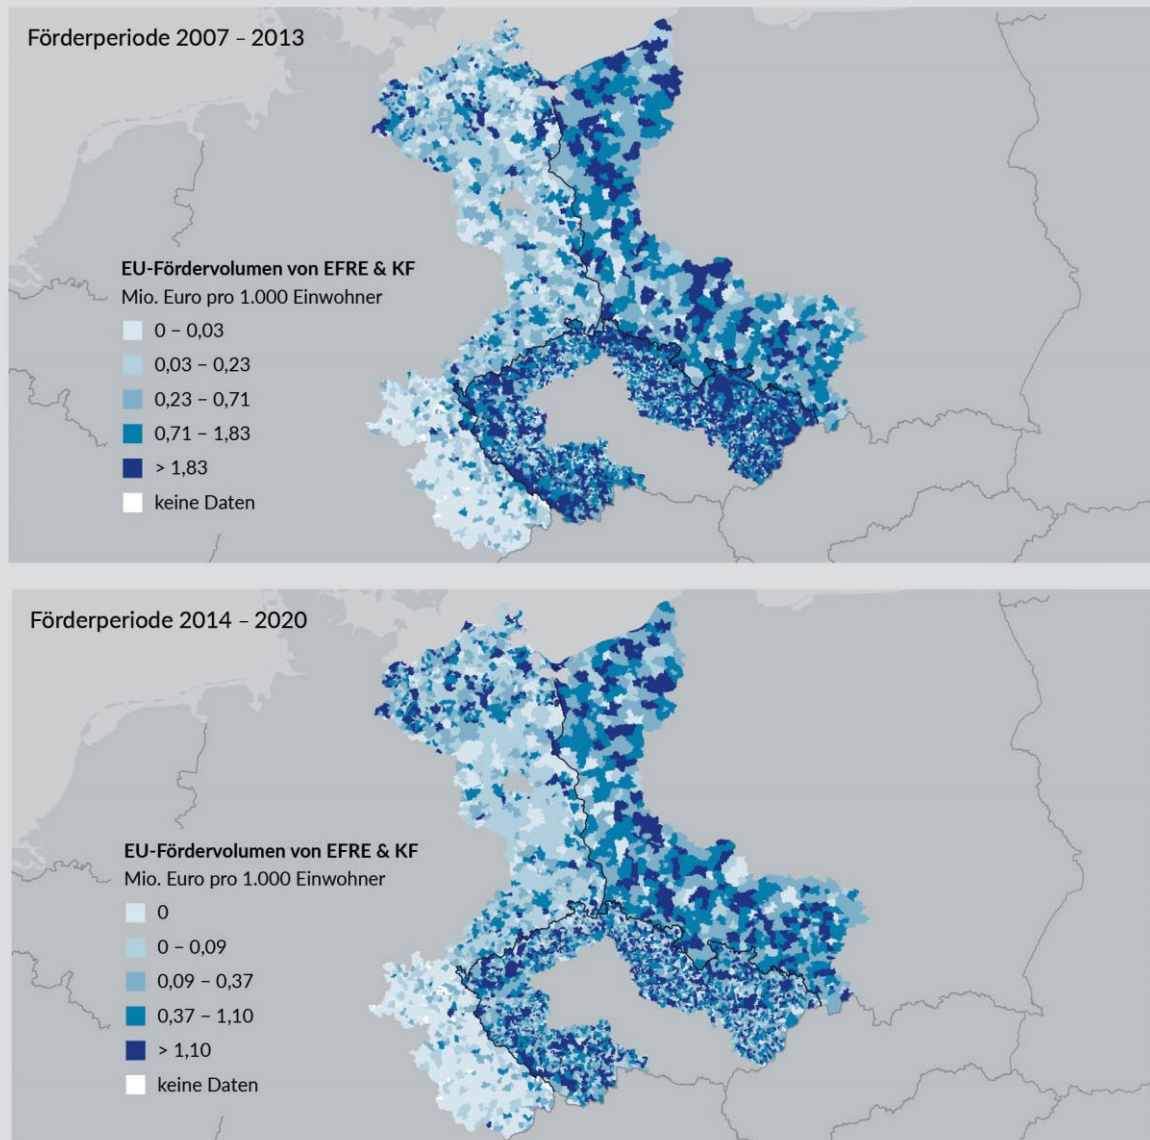 Förderperiode 2007 – 2013
EU-Fördervolumen von EFRE & KF
Mio. Euro pro 1.000 Einwohner
0 – 0,03
0,03 – 0,23
0,23 – 0,71
0,71 – 1,83
> 1,83
keine Daten
Förderperiode 2014 – 2020
EU-Fördervolumen von EFRE & KF
Mio. Euro pro 1.000 Einwohner
0
0 – 0,09
0,09 – 0,37
0,37 – 1,10
> 1,10
keine Daten